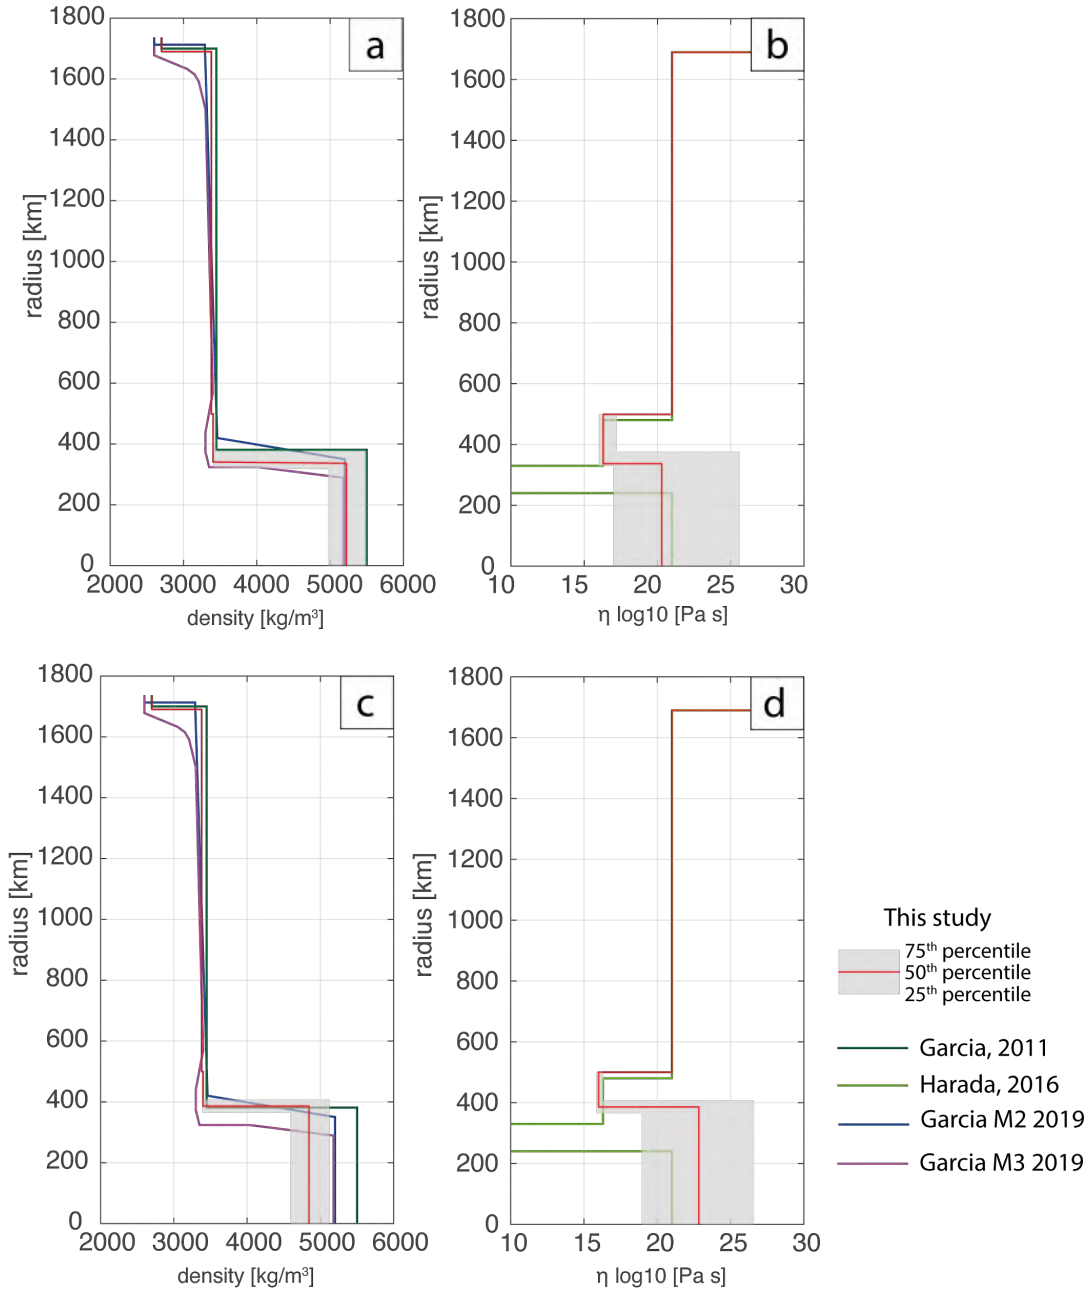 1800
1600
1400
1200
1000
800
600
400
200
0
radius [km]
a
2000 3000 4000 5000 6000
density [kg/m³]
1800
1600
1400
1200
1000
800
600
400
200
0
radius [km]
b
10 15 20 25 30
η log10 [Pa s]
1800
1600
1400
1200
1000
800
600
400
200
0
radius [km]
c
2000 3000 4000 5000 6000
density [kg/m³]
1800
1600
1400
1200
1000
800
600
400
200
0
radius [km]
d
10 15 20 25 30
η log10 [Pa s]
This study
75th percentile
50th percentile
25th percentile
Garcia, 2011
Harada, 2016
Garcia M2 2019
Garcia M3 2019